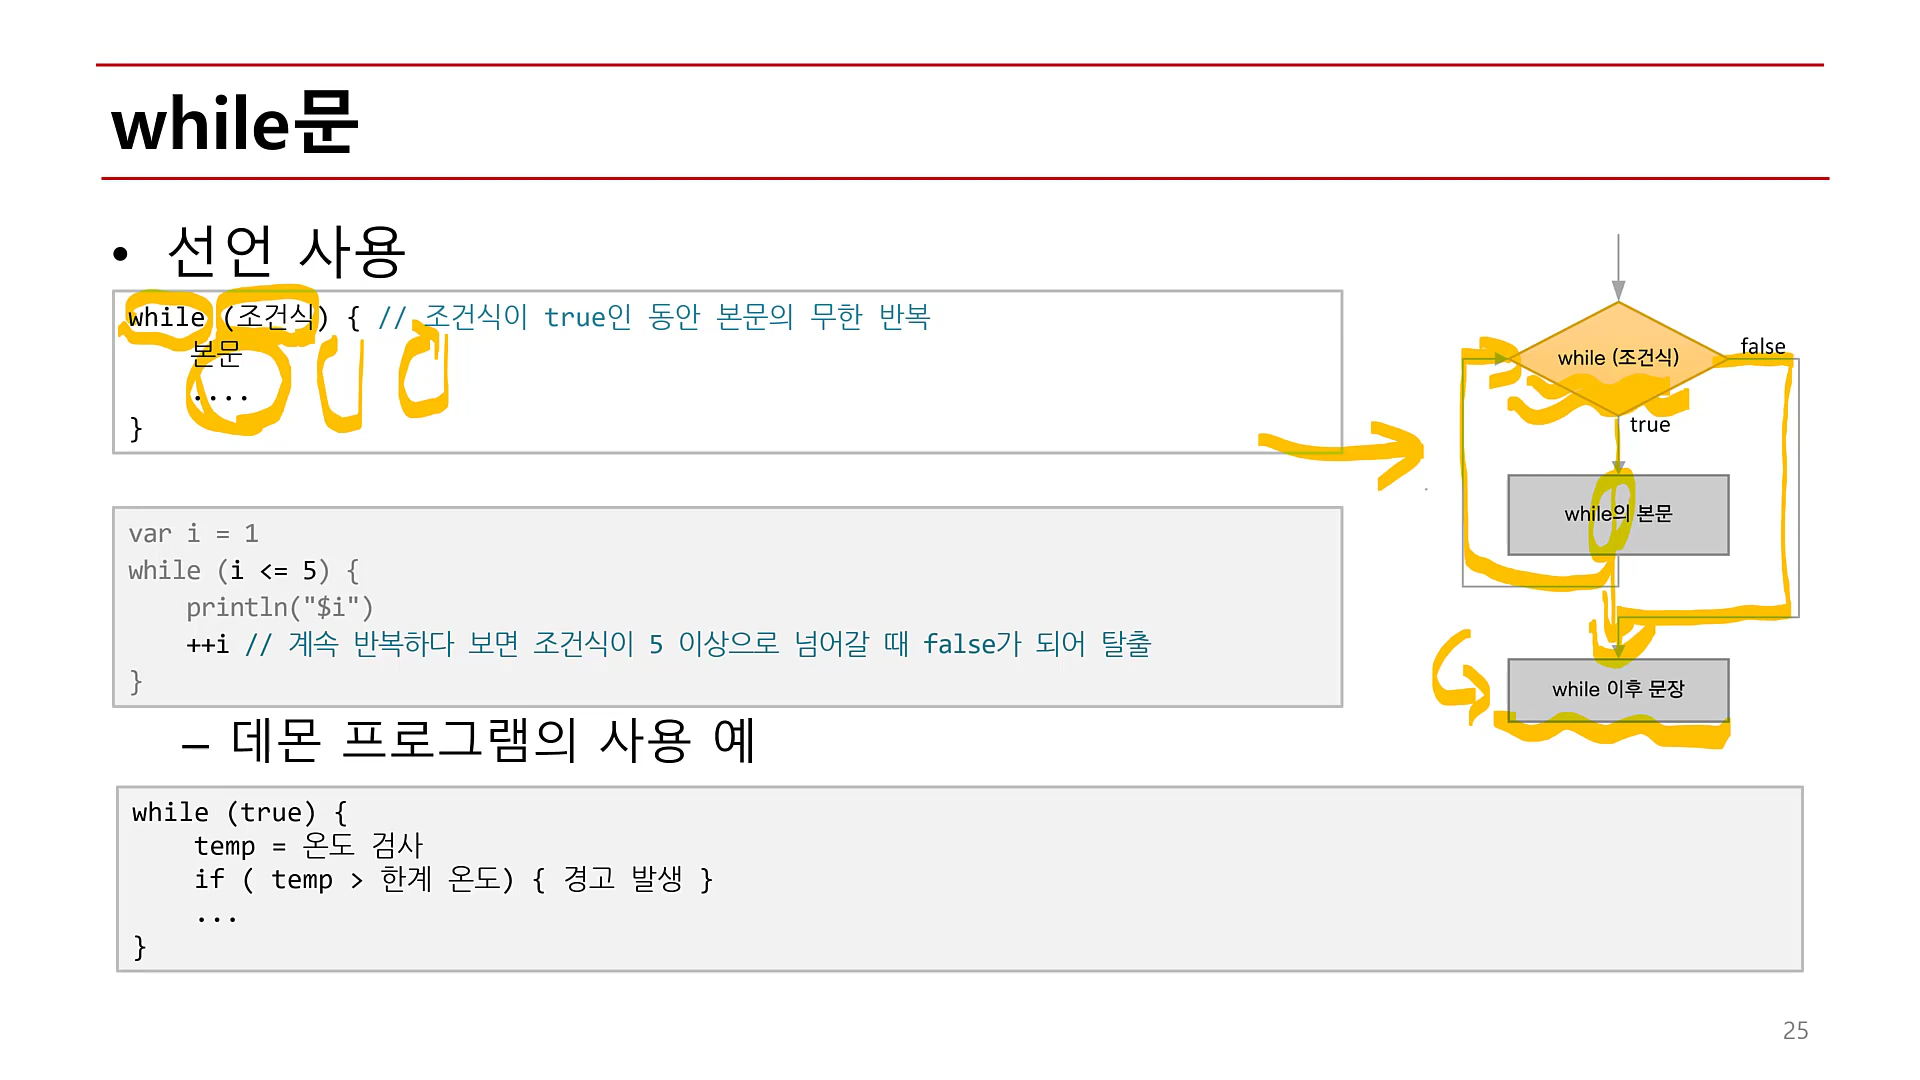 while문
• 선언 사용
while (조건식) { // 조건식이 true인 동안 본문의 무한 반복
본문
....
}
var i = 1
while (i <= 5) {
println("$i")
++i // 계속 반복하다 보면 조건식이 5 이상으로 넘어갈 때 false가 되어 탈출
}
– 데몬 프로그램의 사용 예
while (true) {
temp = 온도 검사
if ( temp > 한계 온도) { 경고 발생 }
...
}
while (조건식)
false
true
while의 본문
while 이후 문장
25